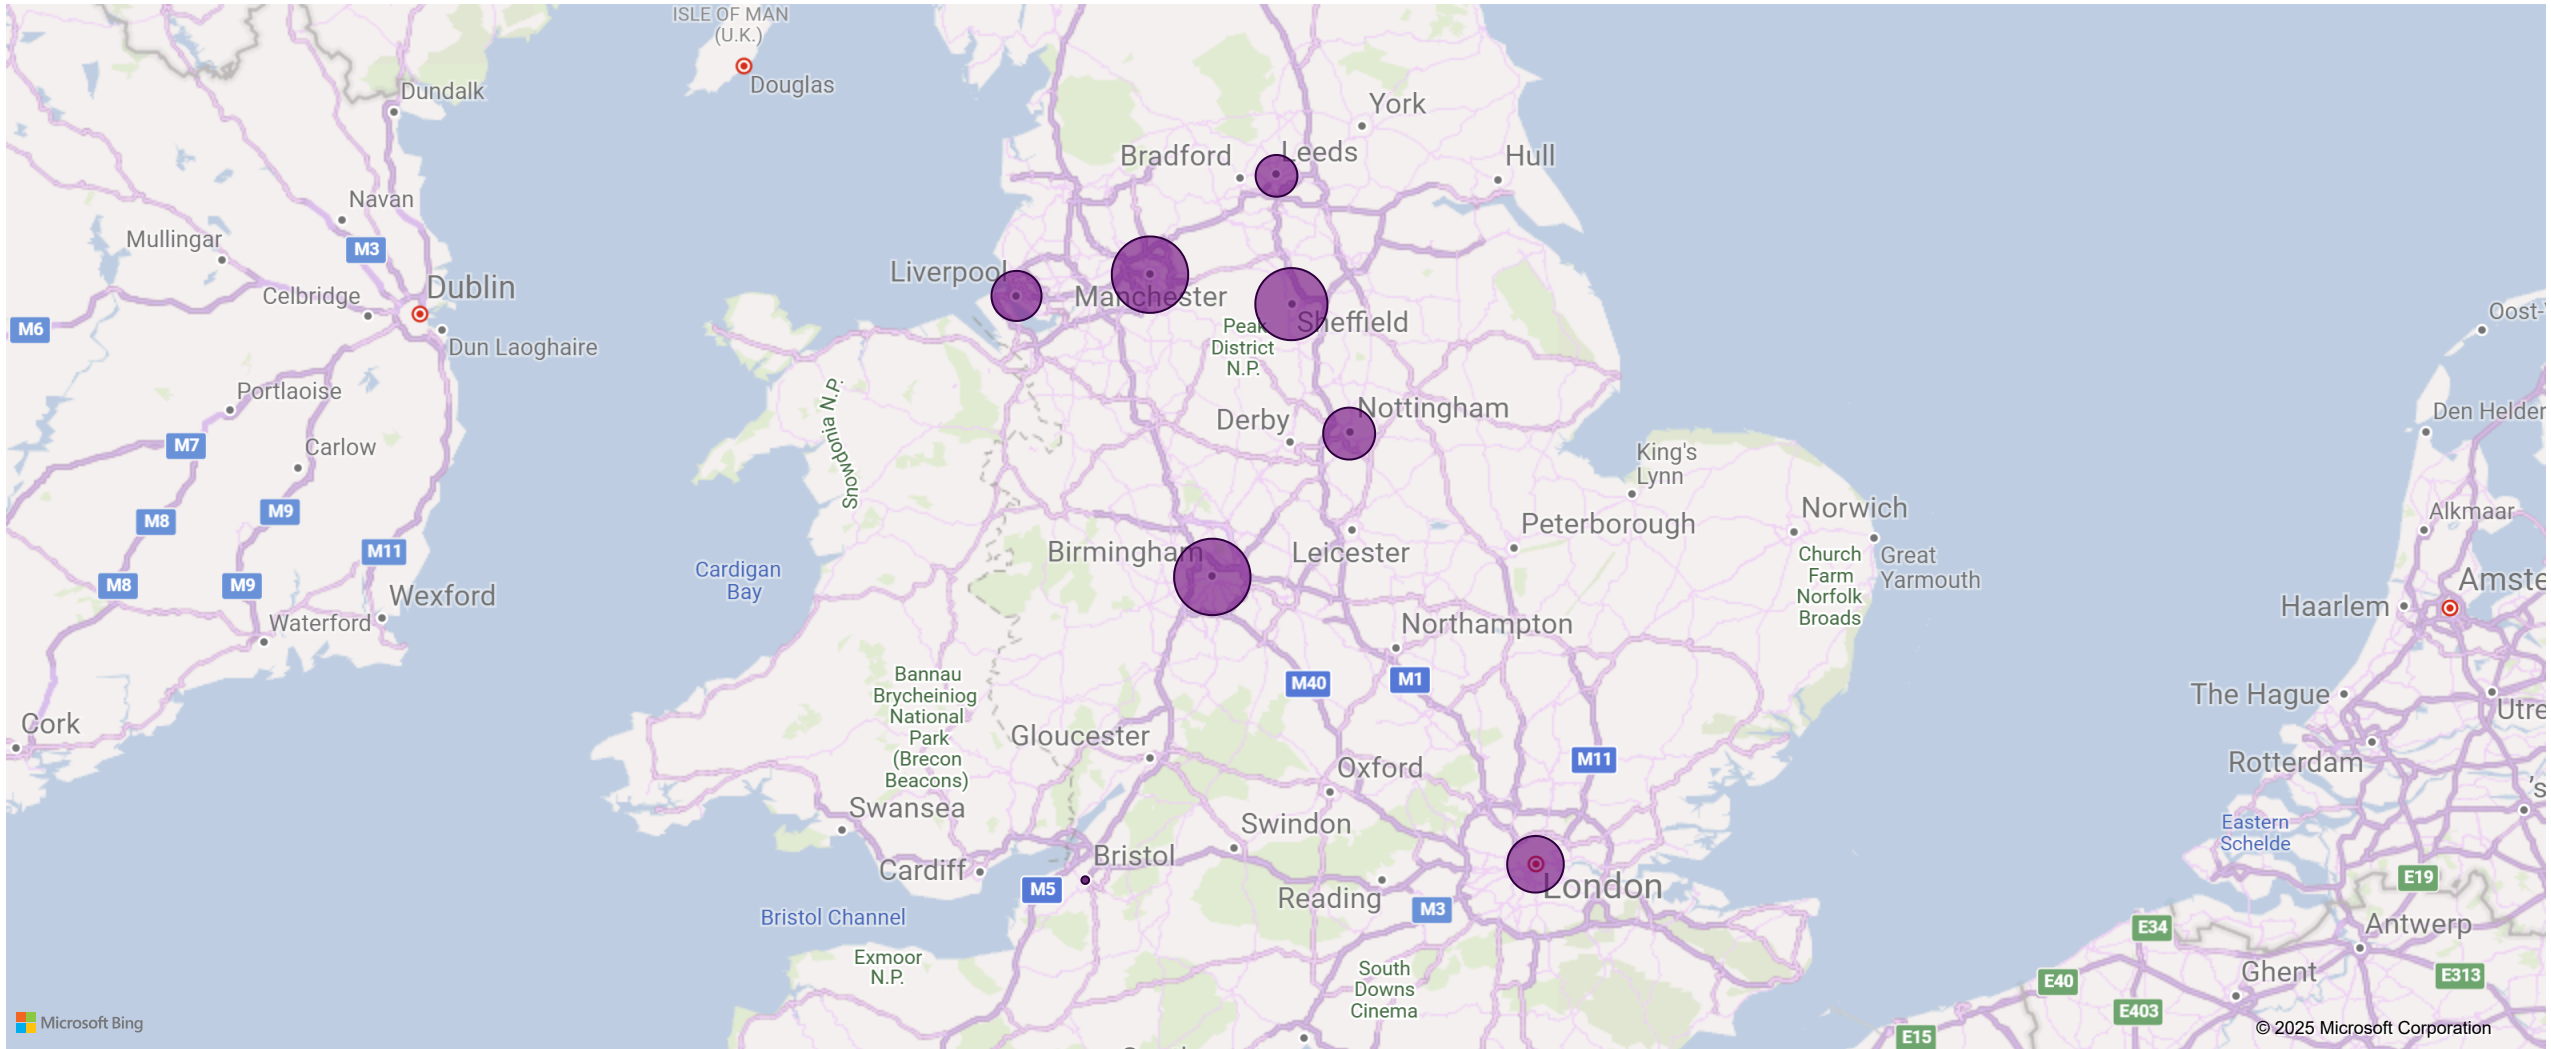 ISLE OF MAN
(U.K.)
Douglas
Dundalk
York
Bradford
Leeds
Hull
Navan
Mullingar
M3
Liverpool
Manchester
Celbridge
Dublin
Sheffield
M6
Peak
District
N.P.
Dun Laoghaire
Oost-
Portlaoise
Snowdonia N.P.
Derby
Nottingham
Den Helder
M7
Carlow
King's
Lynn
M9
M8
Norwich
Peterborough
Alkmaar
M11
Birmingham
Leicester
Great
Yarmouth
Church
Farm
Norfolk
Broads
Cardigan
Bay
M8
M9
Wexford
Amste
Haarlem
Waterford
Northampton
Bannau
Brycheiniog
National
Park
(Brecon
Beacons)
M40
M1
The Hague
Utre
Cork
Gloucester
M11
Rotterdam
Oxford
's
Swansea
Swindon
Eastern
Schelde
Bristol
Cardiff
M5
Reading
London
E19
M3
Bristol Channel
E34
Antwerp
Exmoor
N.P.
South
Downs
Cinema
Ghent
E313
E40
E403
E15
Microsoft Bing
© 2025 Microsoft Corporation